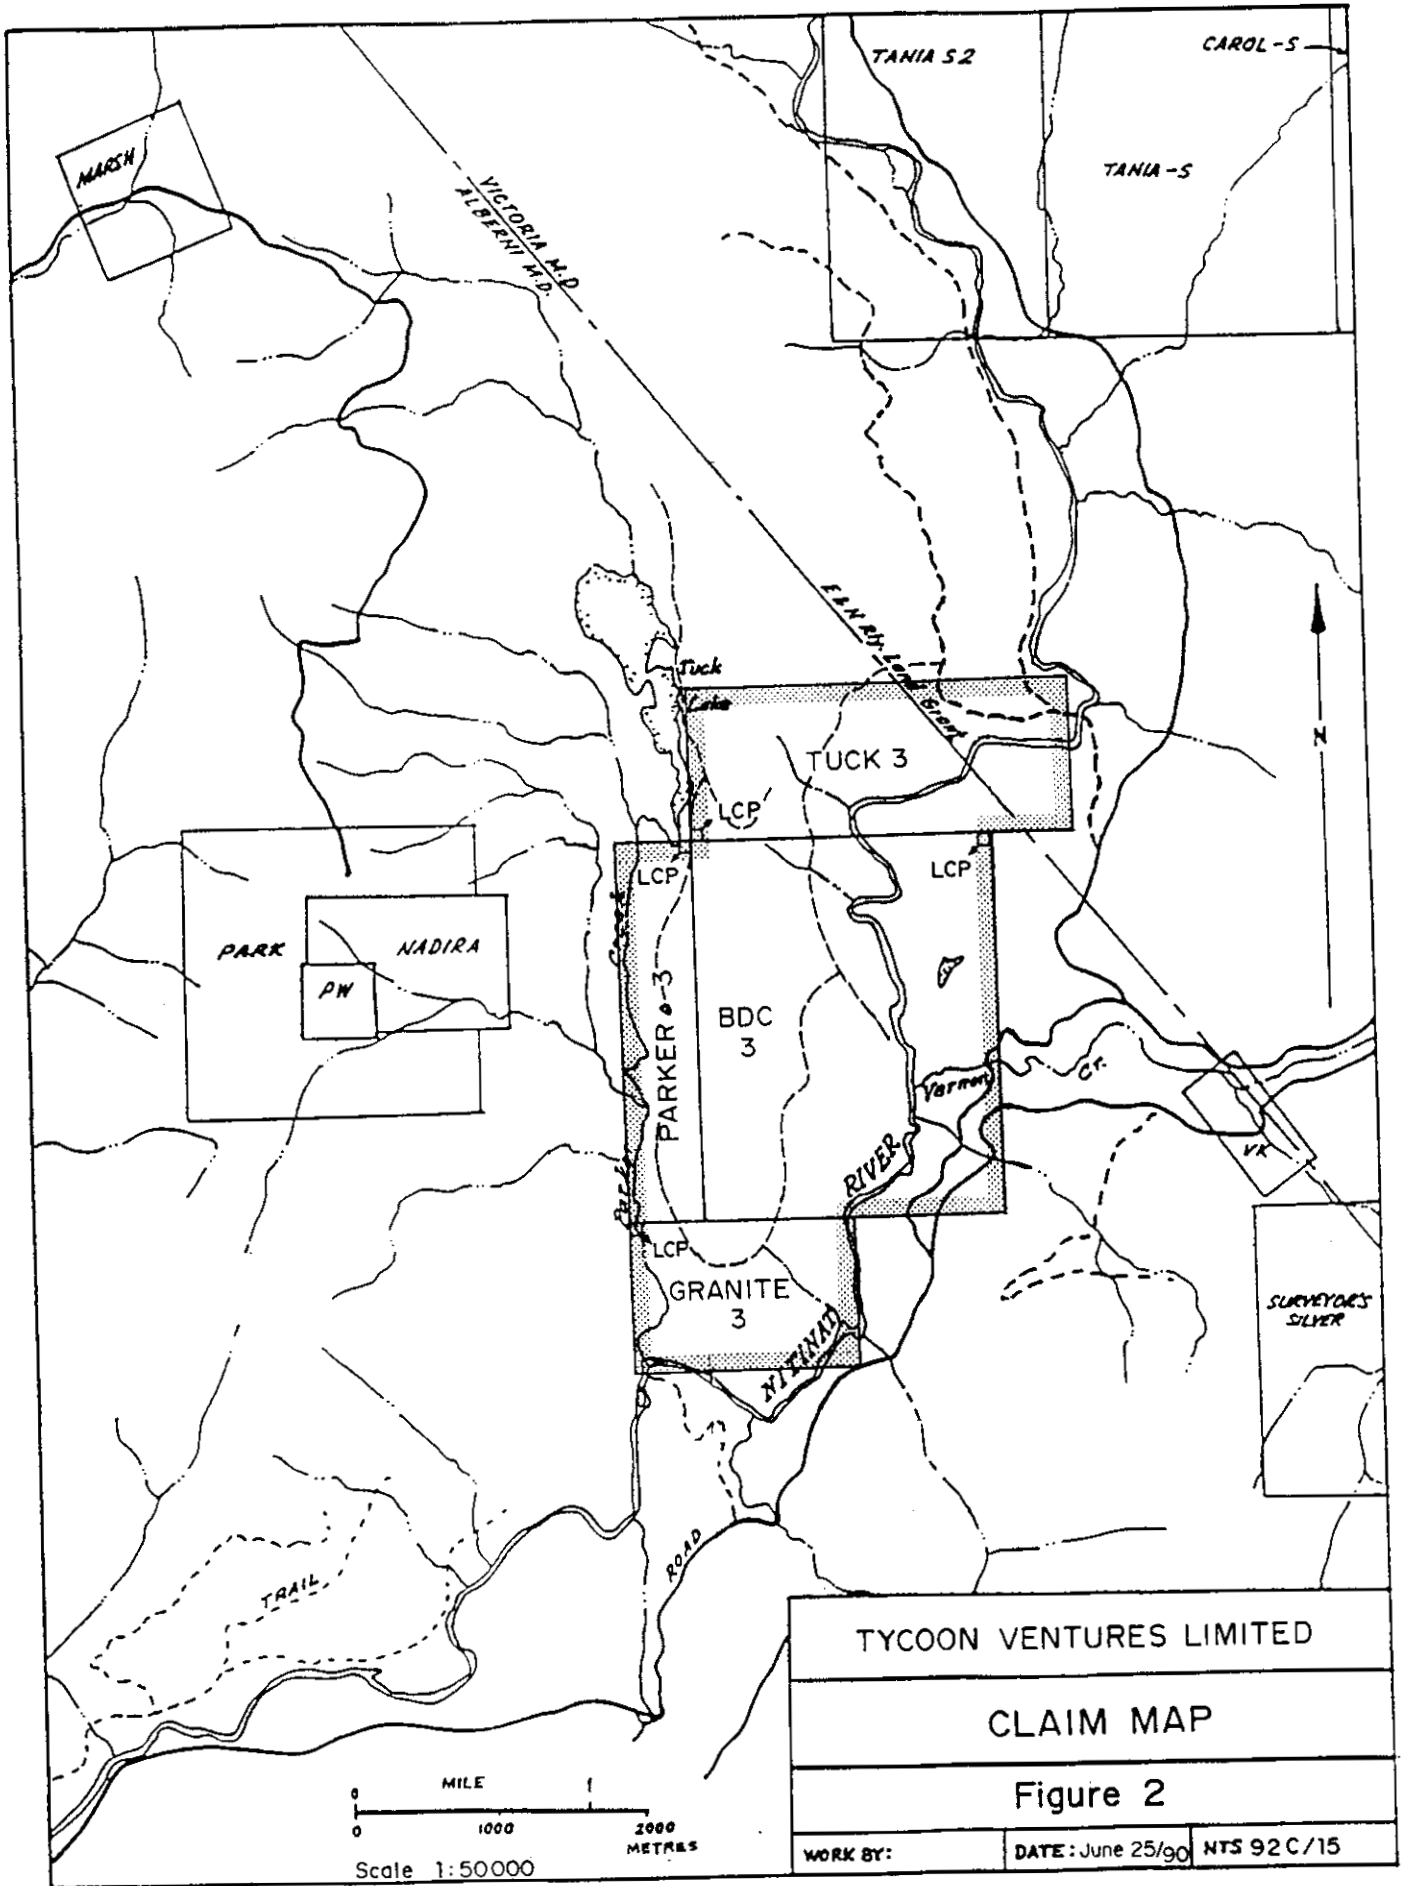 TANIA S2
CAROL-S
MARSH
TANIA-S
VICTORIA M.D
ALBERNI M.D.
E&N Rly. Land Grant
Tuck
Lake
N
TUCK 3
LCP
LCP
LCP
Creek
PARK
NADIRA
PW
PARKER-3
BDC
3
Vernon
Cr.
RIVER
VK
Parker
LCP
GRANITE
3
NITINAT
SURVEYOR'S
SILVER
ROAD
TRAIL
TYCOON VENTURES LIMITED
CLAIM MAP
Figure 2
WORK BY:
DATE: June 25/90
NTS 92 C/15
0 MILE 1
0 1000 2000
METRES
Scale 1:50000